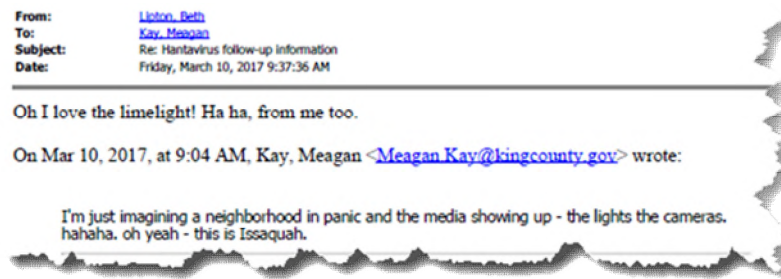 From: Lipton, Beth
To: Kay, Meagan
Subject: Re: Hantavirus follow-up information
Date: Friday, March 10, 2017 9:37:36 AM
Oh I love the limelight! Ha ha, from me too.
On Mar 10, 2017, at 9:04 AM, Kay, Meagan <Meagan.Kay@kingcounty.gov> wrote:
I'm just imagining a neighborhood in panic and the media showing up - the lights the cameras.
hahaha. oh yeah - this is Issaquah.